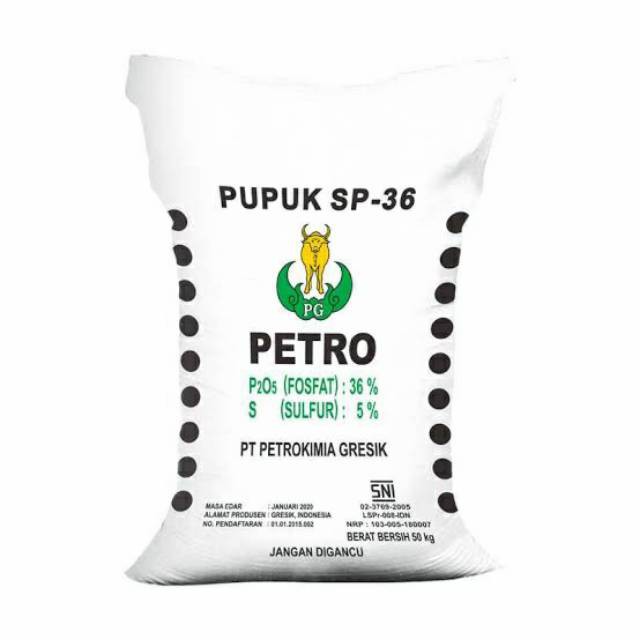 PUPUK SP-36
PG
PETRO
P2O5 (FOSFAT) : 36 %
S (SULFUR) : 5 %
PT PETROKIMIA GRESIK
SNI
MASA EDAR : JANUARI 2020
02-3769-2005
ALAMAT PRODUSEN : GRESIK, INDONESIA
LSPr-008-IDN
NO. PENDAFTARAN : 01.01.2015.002
NRP : 103-005-180007
BERAT BERSIH 50 kg
JANGAN DIGANCU